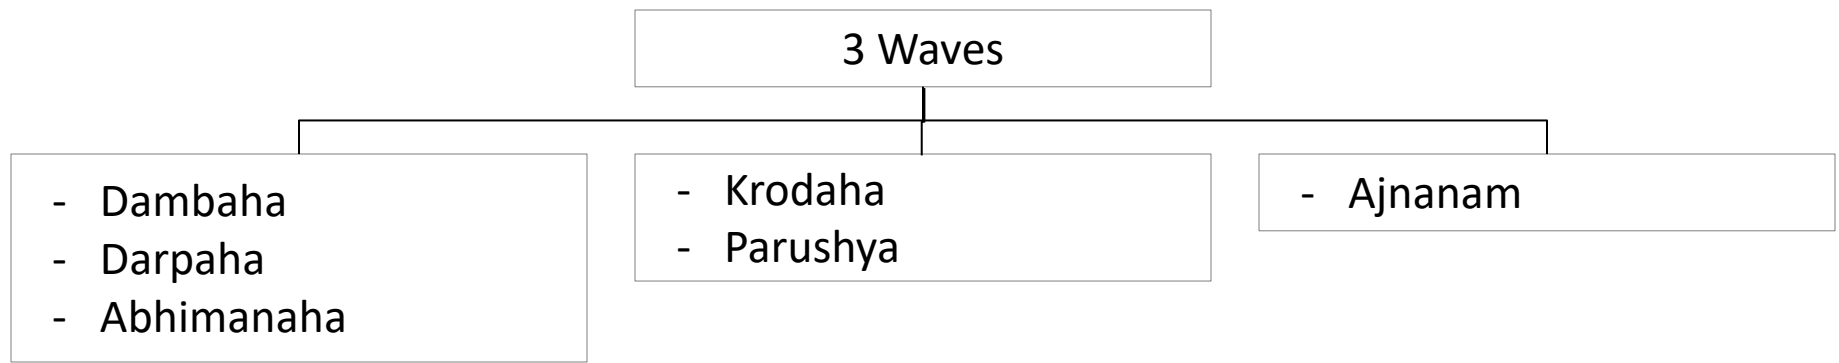 3 Waves
- Dambaha
- Darpaha
- Abhimanaha
- Krodaha
- Parushya
- Ajnanam